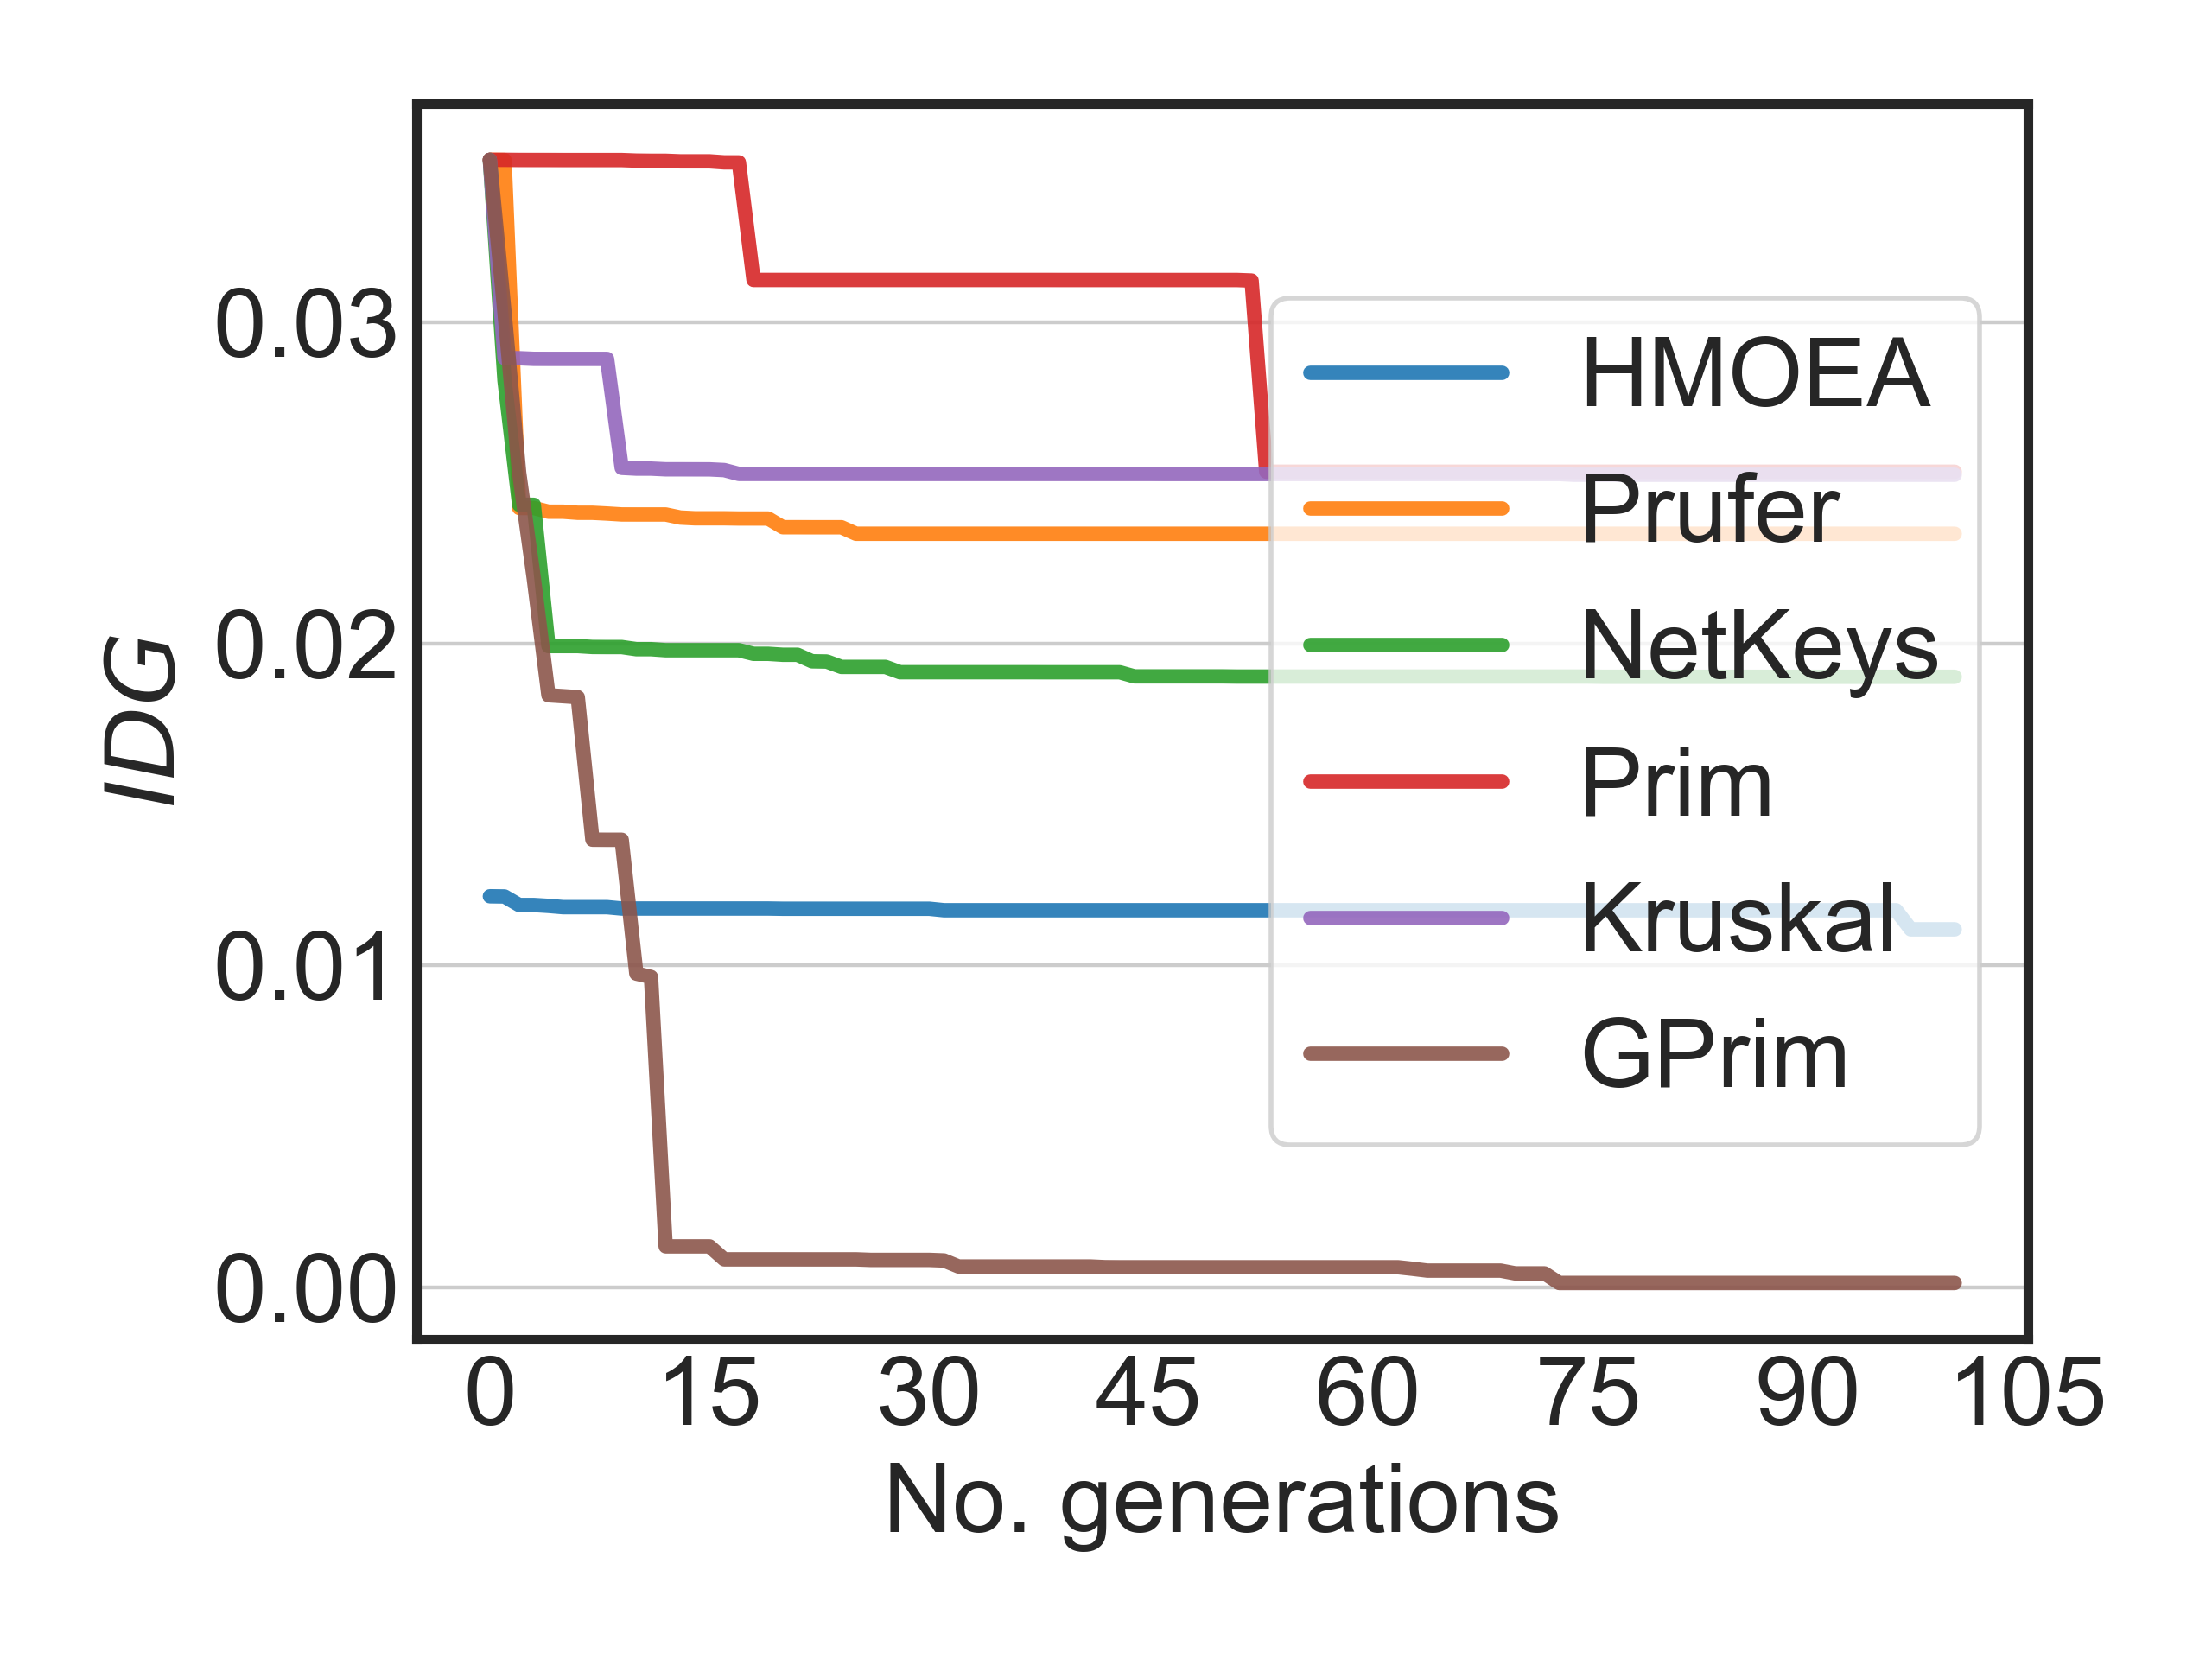 0.03
0.02
0.01
0.00
IDG
0
15
30
45
60
75
90
105
No. generations
HMOEA
Prufer
NetKeys
Prim
Kruskal
GPrim